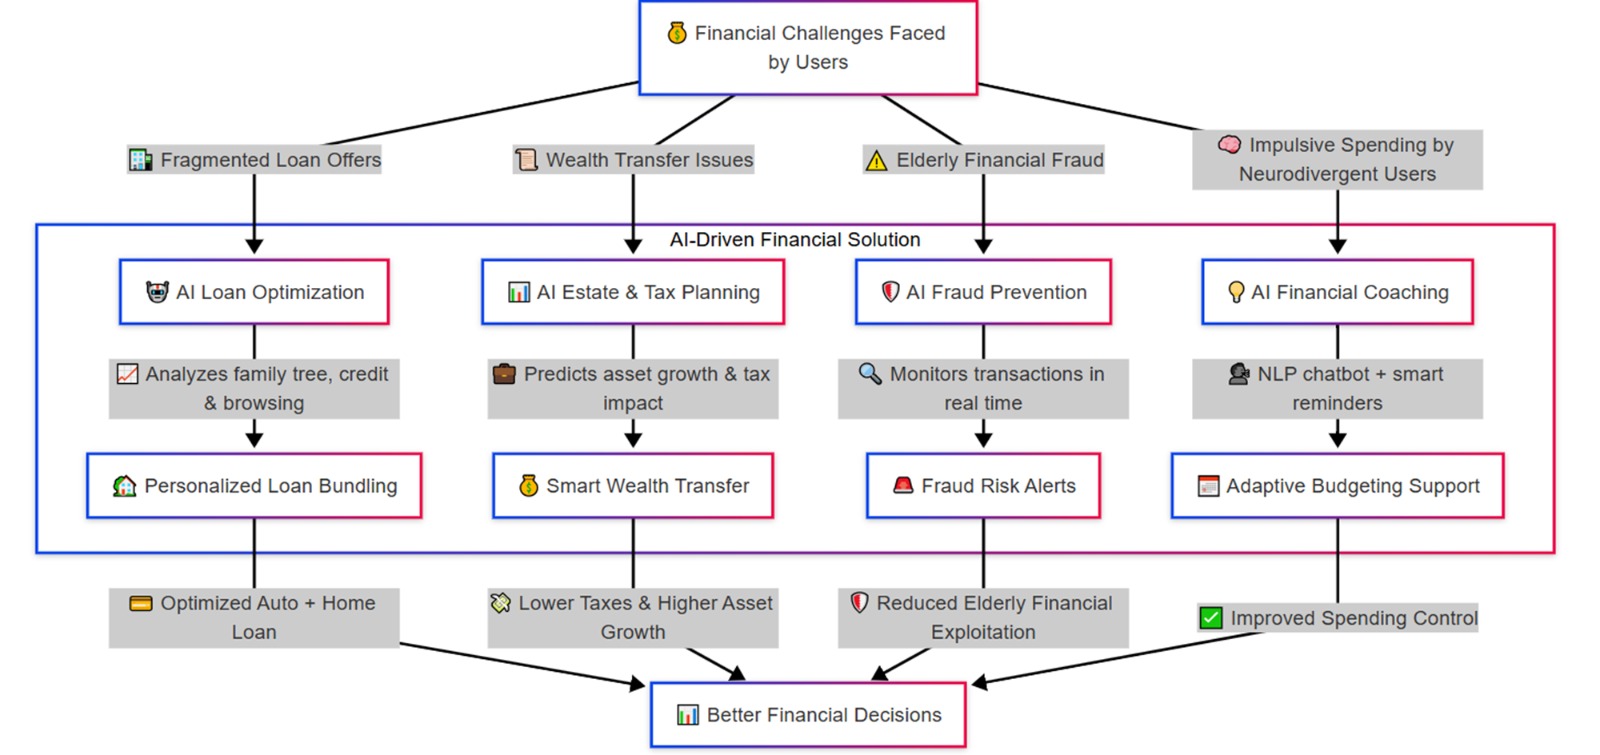 Financial Challenges Faced
by Users
Fragmented Loan Offers
Wealth Transfer Issues
Elderly Financial Fraud
Impulsive Spending by
Neurodivergent Users
AI-Driven Financial Solution
AI Loan Optimization
AI Estate & Tax Planning
AI Fraud Prevention
AI Financial Coaching
Analyzes family tree, credit
& browsing
Predicts asset growth & tax
impact
Monitors transactions in
real time
NLP chatbot + smart
reminders
Personalized Loan Bundling
Smart Wealth Transfer
Fraud Risk Alerts
Adaptive Budgeting Support
Optimized Auto + Home
Loan
Lower Taxes & Higher Asset
Growth
Reduced Elderly Financial
Exploitation
Improved Spending Control
Better Financial Decisions